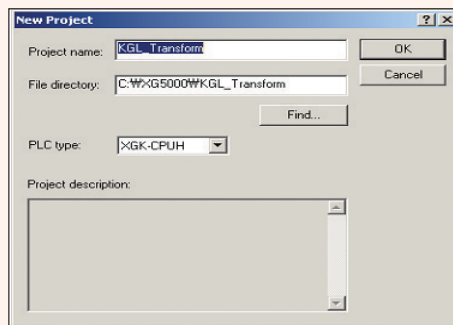 New Project
Project name: KGL_Transform
OK
File directory: C:₩XG5000₩KGL_Transform
Cancel
Find...
PLC type: XGK-CPUH
Project description: